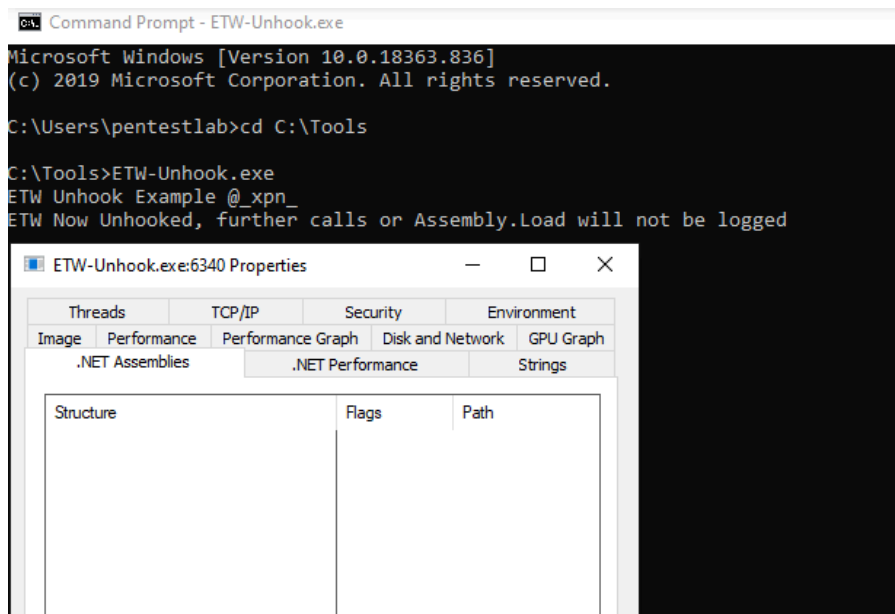 Command Prompt - ETW-Unhook.exe
Microsoft Windows [Version 10.0.18363.836]
(c) 2019 Microsoft Corporation. All rights reserved.
C:\Users\pentestlab>cd C:\Tools
C:\Tools>ETW-Unhook.exe
ETW Unhook Example @_xpn_
ETW Now Unhooked, further calls or Assembly.Load will not be logged
ETW-Unhook.exe:6340 Properties
Threads TCP/IP Security Environment
Image Performance Performance Graph Disk and Network GPU Graph
.NET Assemblies .NET Performance Strings
Structure Flags Path